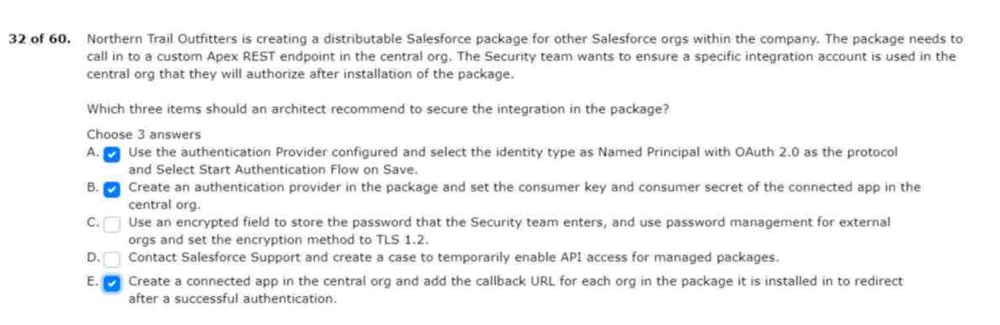 32 of 60. Northern Trail Outfitters is creating a distributable Salesforce package for other Salesforce orgs within the company. The package needs to
call in to a custom Apex REST endpoint in the central org. The Security team wants to ensure a specific integration account is used in the
central org that they will authorize after installation of the package.
Which three items should an architect recommend to secure the integration in the package?
Choose 3 answers
A. Use the authentication Provider configured and select the identity type as Named Principal with OAuth 2.0 as the protocol
and Select Start Authentication Flow on Save.
B. Create an authentication provider in the package and set the consumer key and consumer secret of the connected app in the
central org.
C. Use an encrypted field to store the password that the Security team enters, and use password management for external
orgs and set the encryption method to TLS 1.2.
D. Contact Salesforce Support and create a case to temporarily enable API access for managed packages.
E. Create a connected app in the central org and add the callback URL for each org in the package it is installed in to redirect
after a successful authentication.